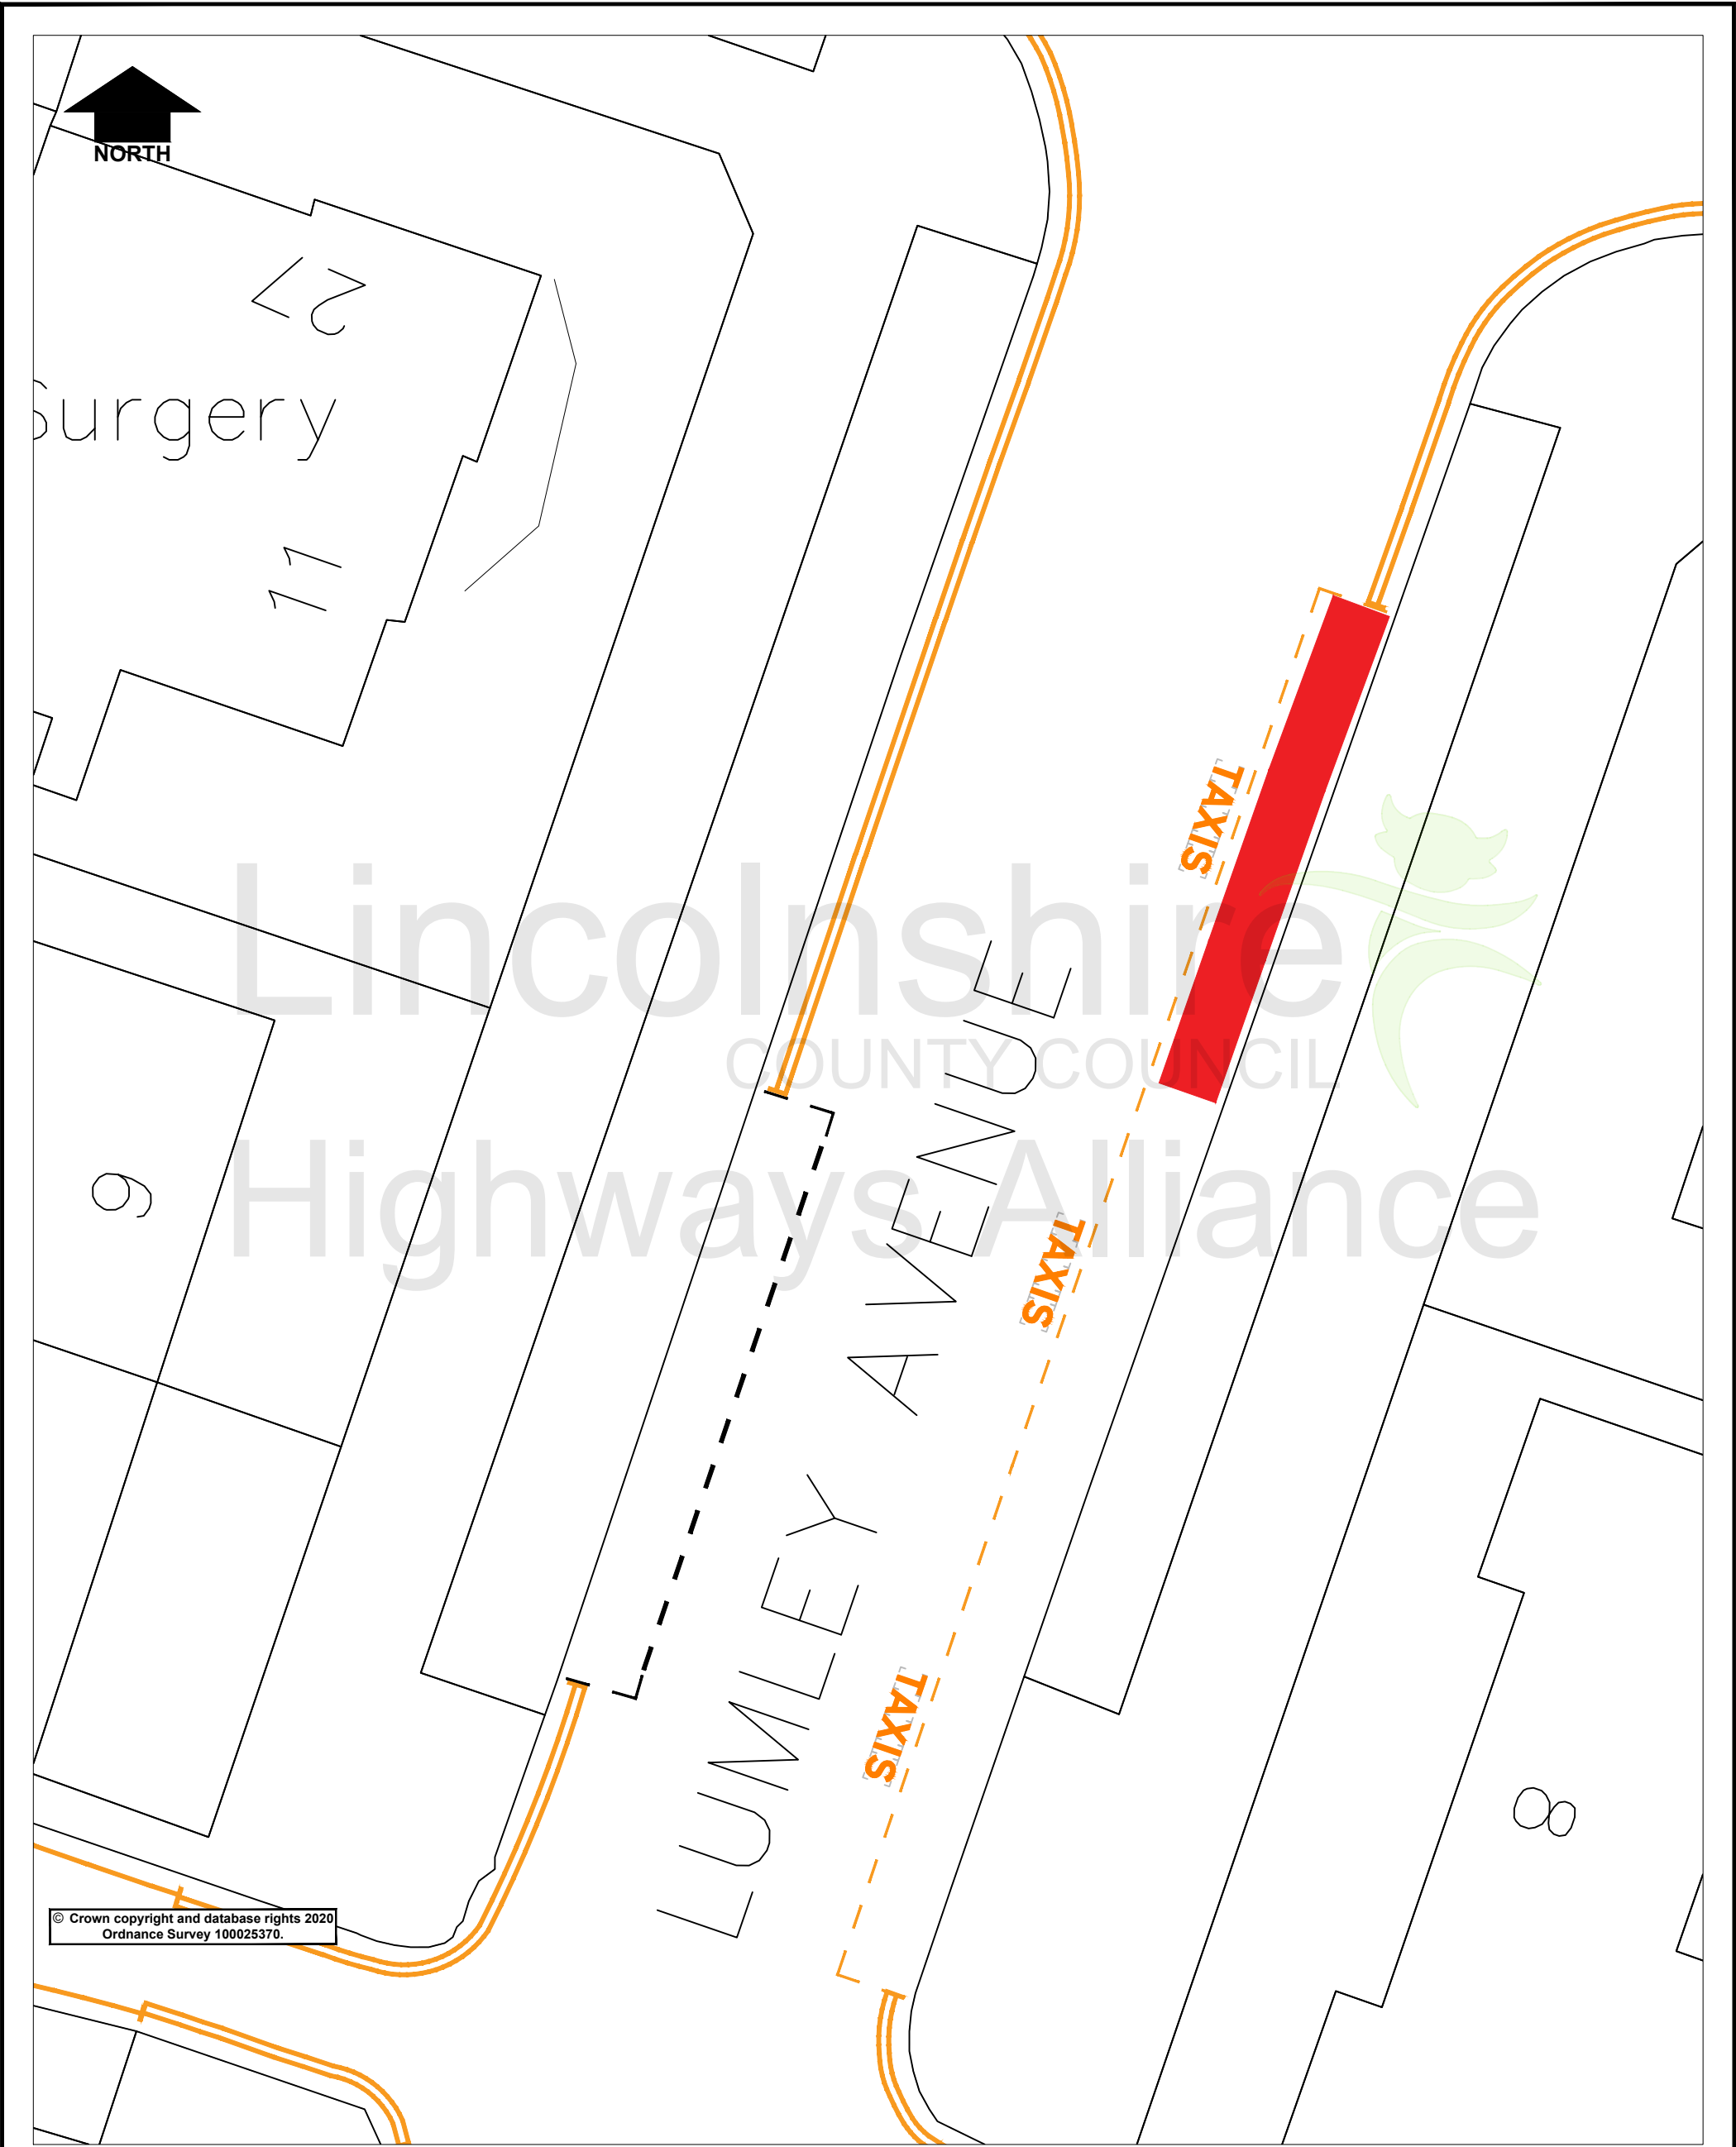 NORTH
27
Surgery
11
TAXIS
Lincolnshire
COUNTY COUNCIL
Highways Alliance
9
LUMLEY AVENUE
TAXIS
TAXIS
8
© Crown copyright and database rights 2020
Ordnance Survey 100025370.